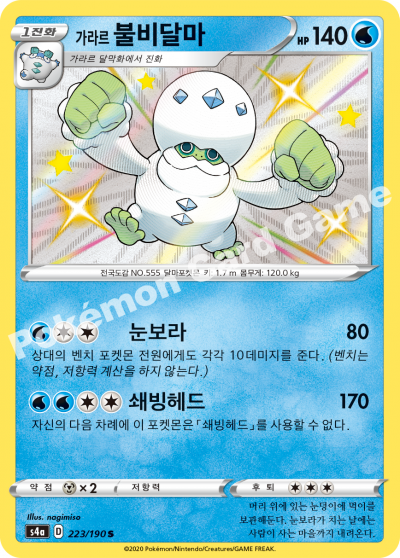 1진화
가라르 불비달마 HP 140
가라르 달막화에서 진화
전국도감 NO.555 달마포켓몬 키: 1.7 m 몸무게: 120.0 kg
눈보라 80
상대의 벤치 포켓몬 전원에게도 각각 10데미지를 준다. (벤치는
약점, 저항력 계산을 하지 않는다.)
쇄빙헤드 170
자신의 다음 차례에 이 포켓몬은 「쇄빙헤드」를 사용할 수 없다.
약점 ×2 저항력 후퇴
Illus. nagimiso
s4a D 223/190 S
머리 위에 있는 눈덩이에 먹이를
보관해둔다. 눈보라가 치는 날에는
사람이 사는 마을까지 내려온다.
©2020 Pokémon/Nintendo/Creatures/GAME FREAK.
Pokémon Card Game